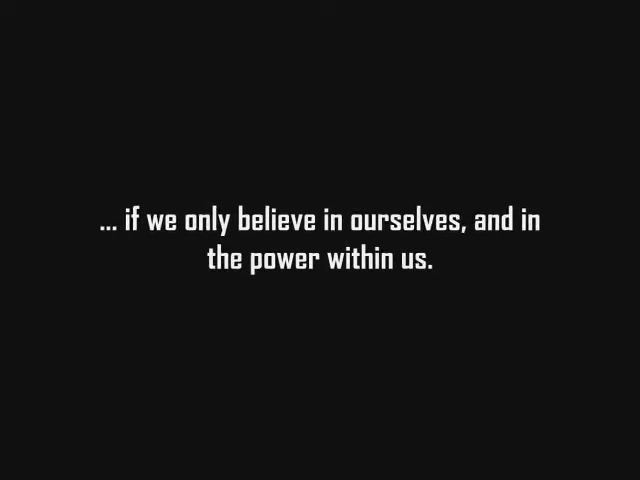 ... if we only believe in ourselves, and in
the power within us.